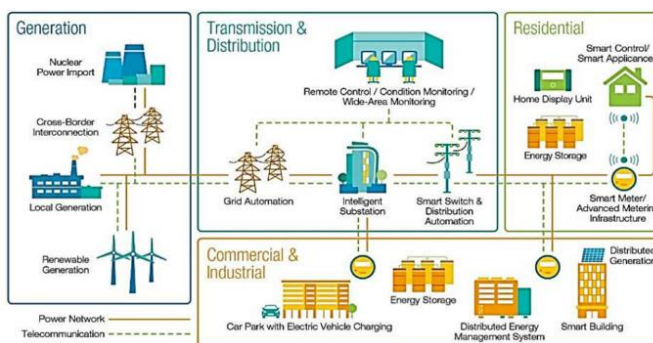 Generation
Nuclear
Power Import
Cross-Border
Interconnection
Local Generation
Renewable
Generation
Power Network
Telecommunication
Transmission &
Distribution
Remote Control / Condition Monitoring /
Wide-Area Monitoring
Grid Automation
Intelligent
Substation
Smart Switch &
Distribution
Automation
Residential
Smart Control/
Smart Applicance
Home Display Unit
Energy Storage
Smart Meter/
Advanced Metering
Infrastructure
Commercial &
Industrial
Car Park with Electric Vehicle Charging
Energy Storage
Distributed Energy
Management System
Distributed
Generation
Smart Building